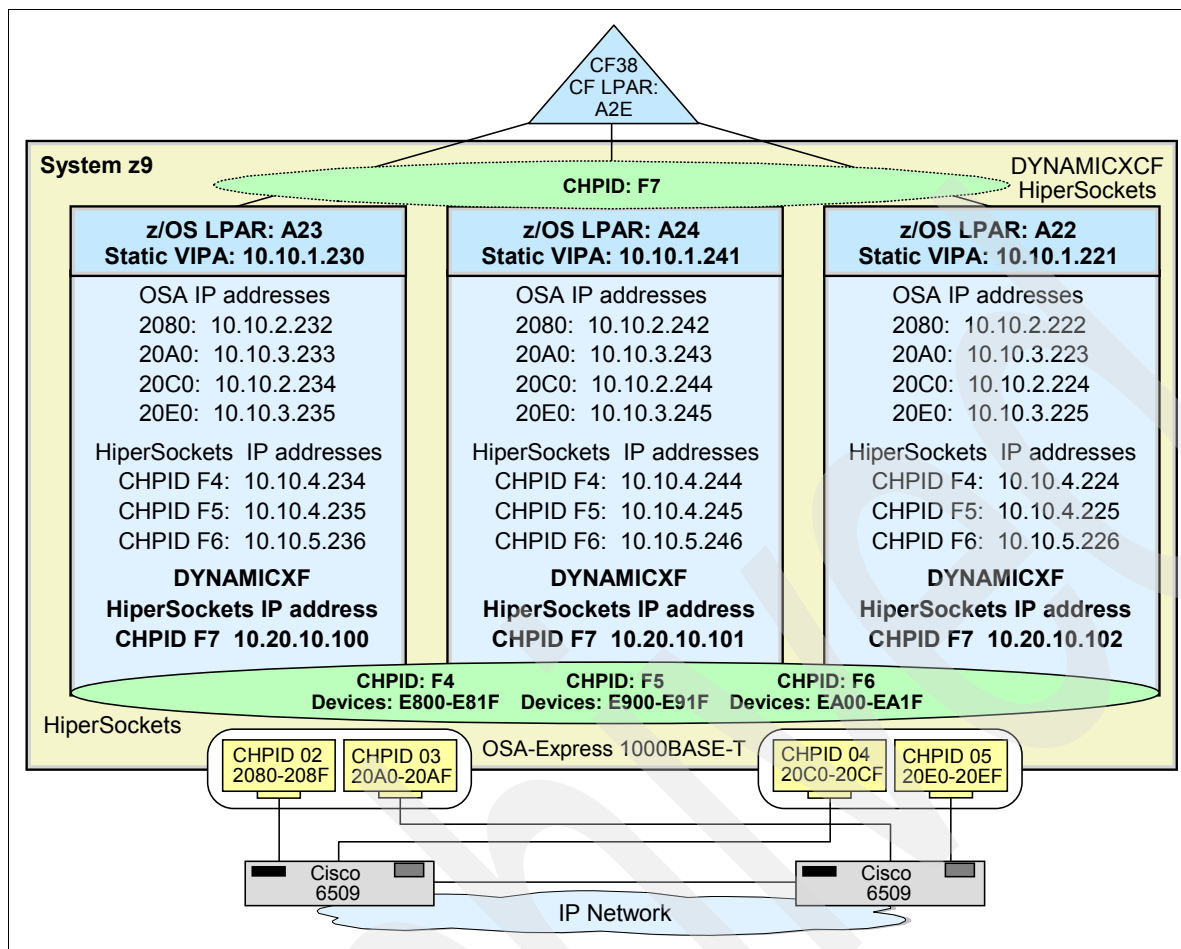 CF38
CF LPAR:
A2E
System z9
DYNAMICXCF
HiperSockets
CHPID: F7
z/OS LPAR: A23
Static VIPA: 10.10.1.230
OSA IP addresses
2080: 10.10.2.232
20A0: 10.10.3.233
20C0: 10.10.2.234
20E0: 10.10.3.235
HiperSockets IP addresses
CHPID F4: 10.10.4.234
CHPID F5: 10.10.4.235
CHPID F6: 10.10.5.236
DYNAMICXF
HiperSockets IP address
CHPID F7 10.20.10.100
z/OS LPAR: A24
Static VIPA: 10.10.1.241
OSA IP addresses
2080: 10.10.2.242
20A0: 10.10.3.243
20C0: 10.10.2.244
20E0: 10.10.3.245
HiperSockets IP addresses
CHPID F4: 10.10.4.244
CHPID F5: 10.10.4.245
CHPID F6: 10.10.5.246
DYNAMICXF
HiperSockets IP address
CHPID F7 10.20.10.101
z/OS LPAR: A22
Static VIPA: 10.10.1.221
OSA IP addresses
2080: 10.10.2.222
20A0: 10.10.3.223
20C0: 10.10.2.224
20E0: 10.10.3.225
HiperSockets IP addresses
CHPID F4: 10.10.4.224
CHPID F5: 10.10.4.225
CHPID F6: 10.10.5.226
DYNAMICXF
HiperSockets IP address
CHPID F7 10.20.10.102
CHPID: F4
Devices: E800-E81F
CHPID: F5
Devices: E900-E91F
CHPID: F6
Devices: EA00-EA1F
HiperSockets
OSA-Express 1000BASE-T
CHPID 02
2080-208F
CHPID 03
20A0-20AF
CHPID 04
20C0-20CF
CHPID 05
20E0-20EF
Cisco
6509
Cisco
6509
IP Network